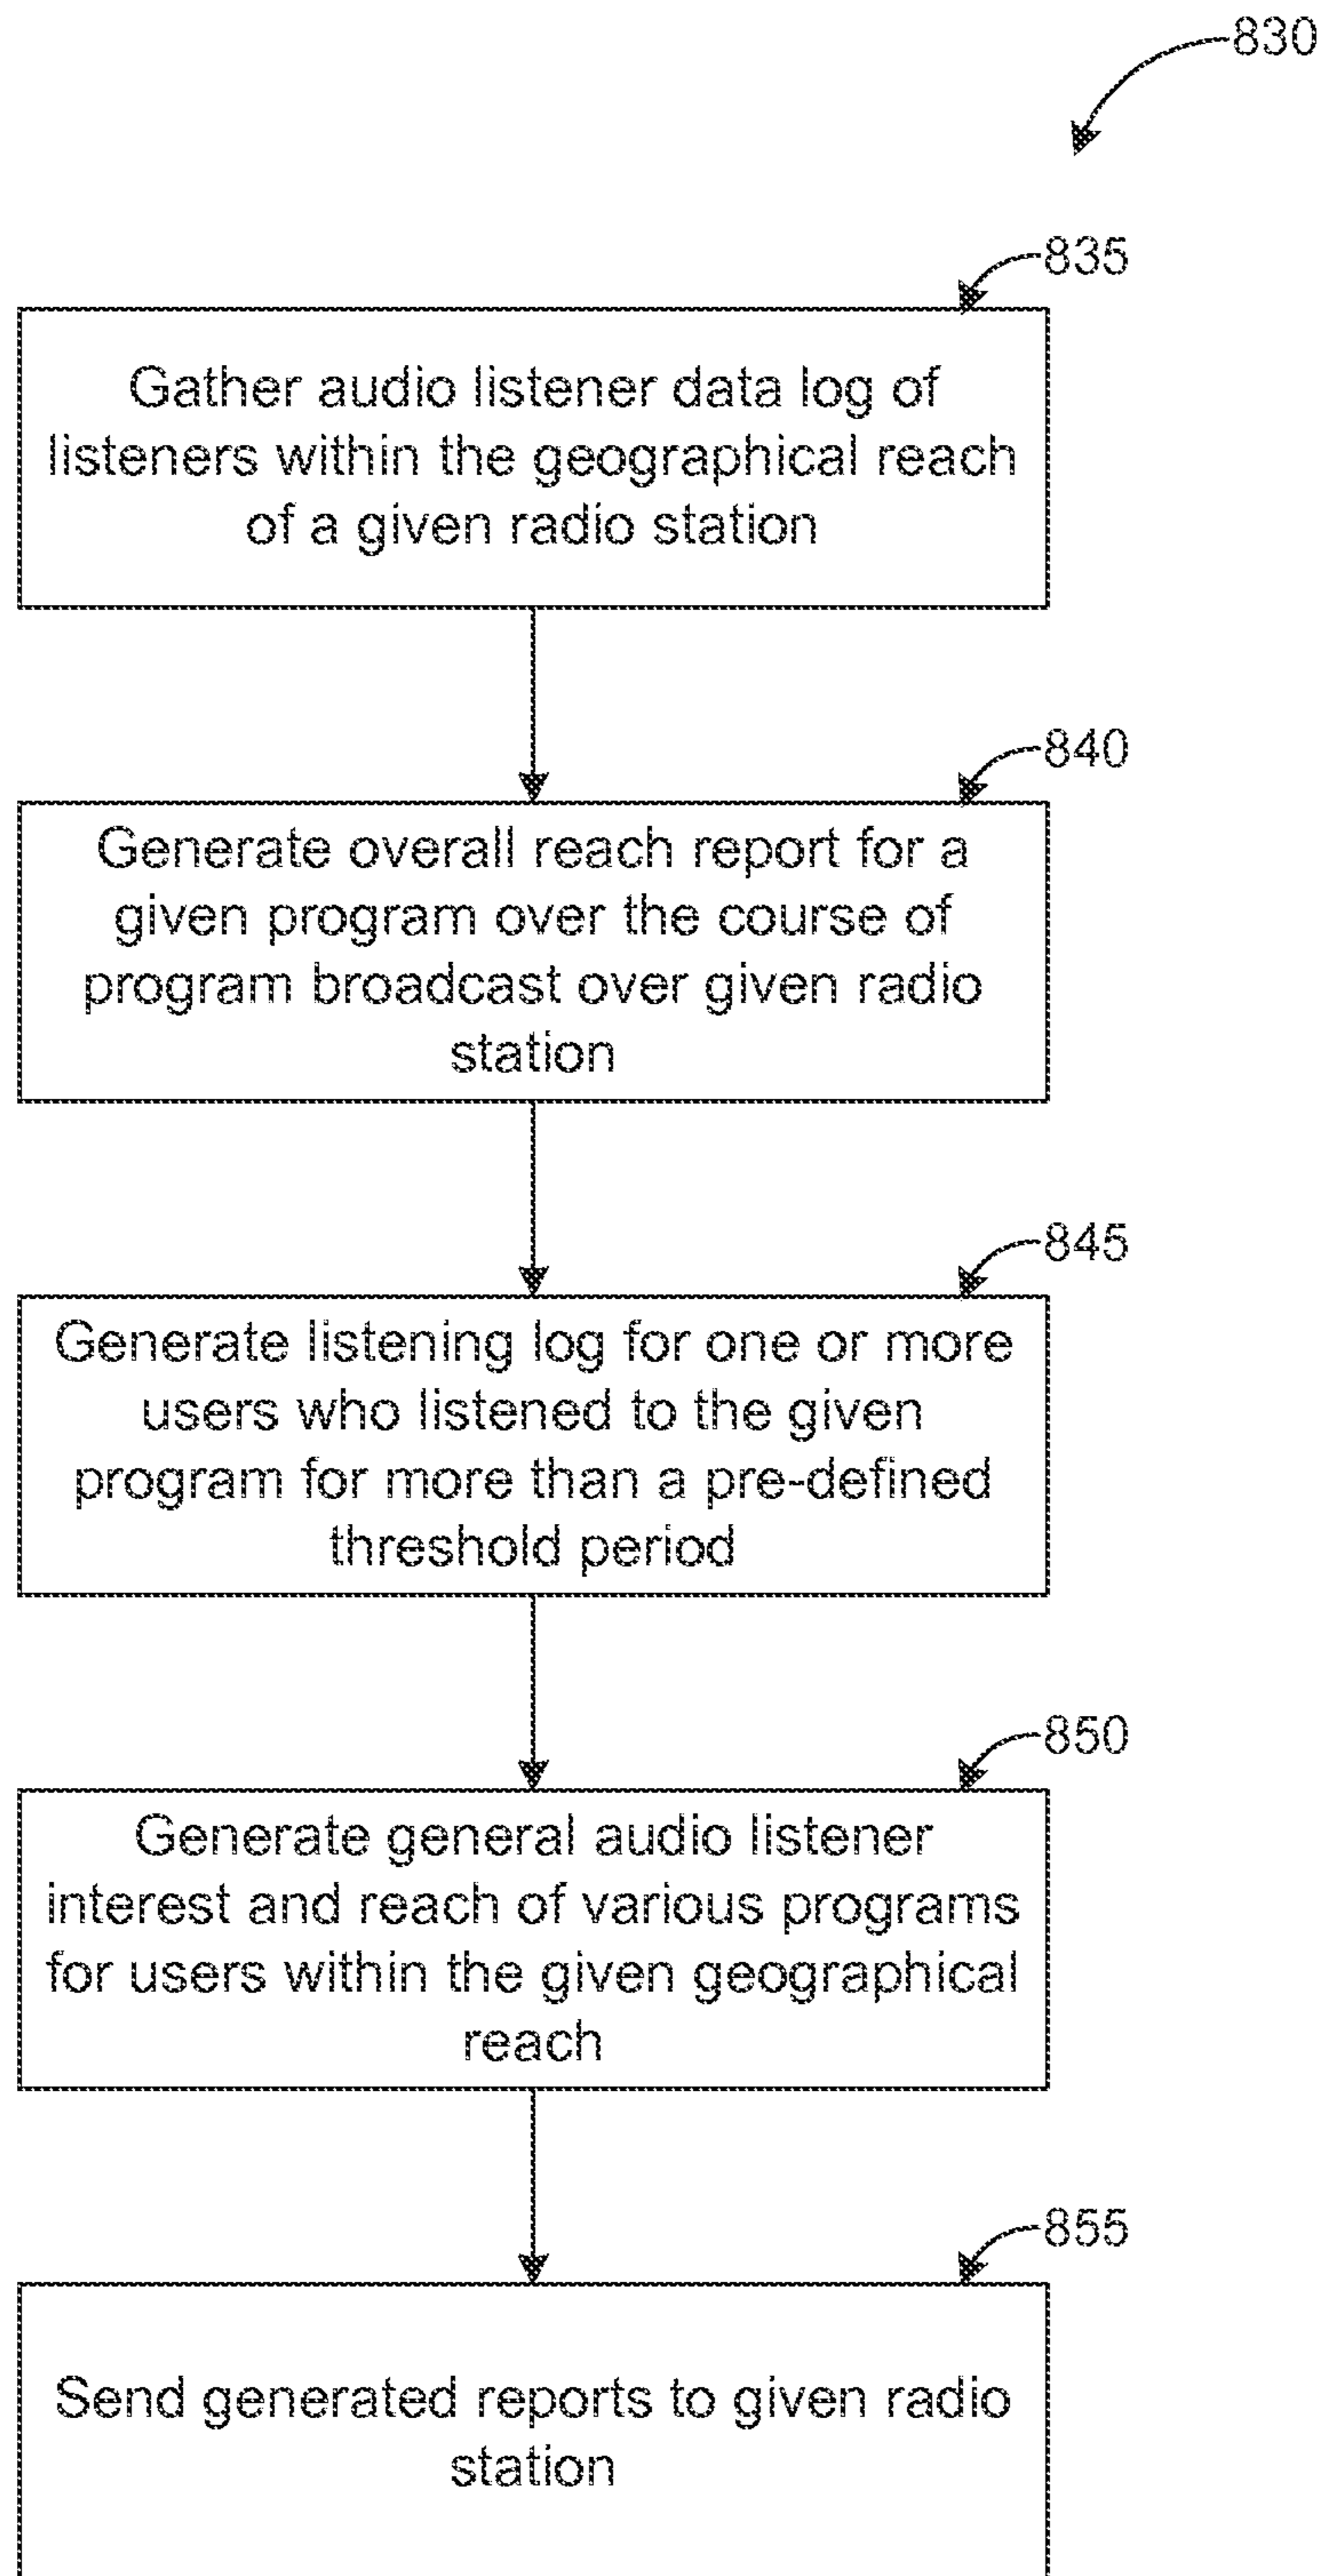 830
835
Gather audio listener data log of
listeners within the geographical reach
of a given radio station
840
Generate overall reach report for a
given program over the course of
program broadcast over given radio
station
845
Generate listening log for one or more
users who listened to the given
program for more than a pre-defined
threshold period
850
Generate general audio listener
interest and reach of various programs
for users within the given geographical
reach
855
Send generated reports to given radio
station